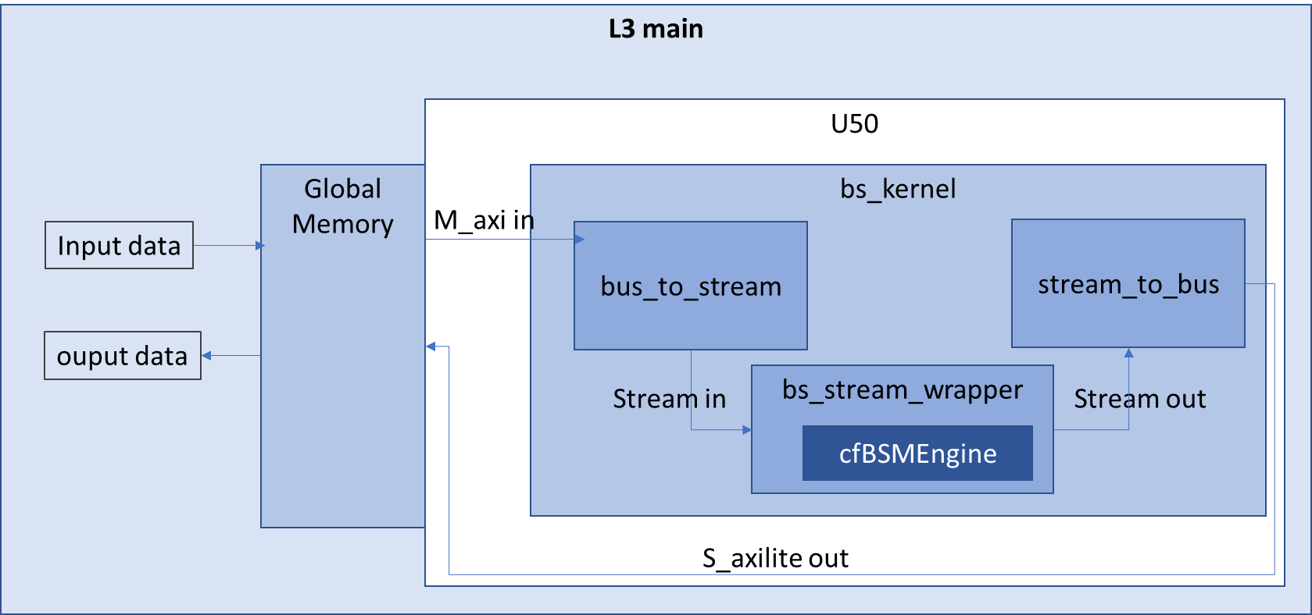 L3 main
U50
Global
Memory
bs_kernel
M_axi in
Input data
bus_to_stream
stream_to_bus
ouput data
bs_stream_wrapper
Stream in
Stream out
cfBSMEngine
S_axilite out